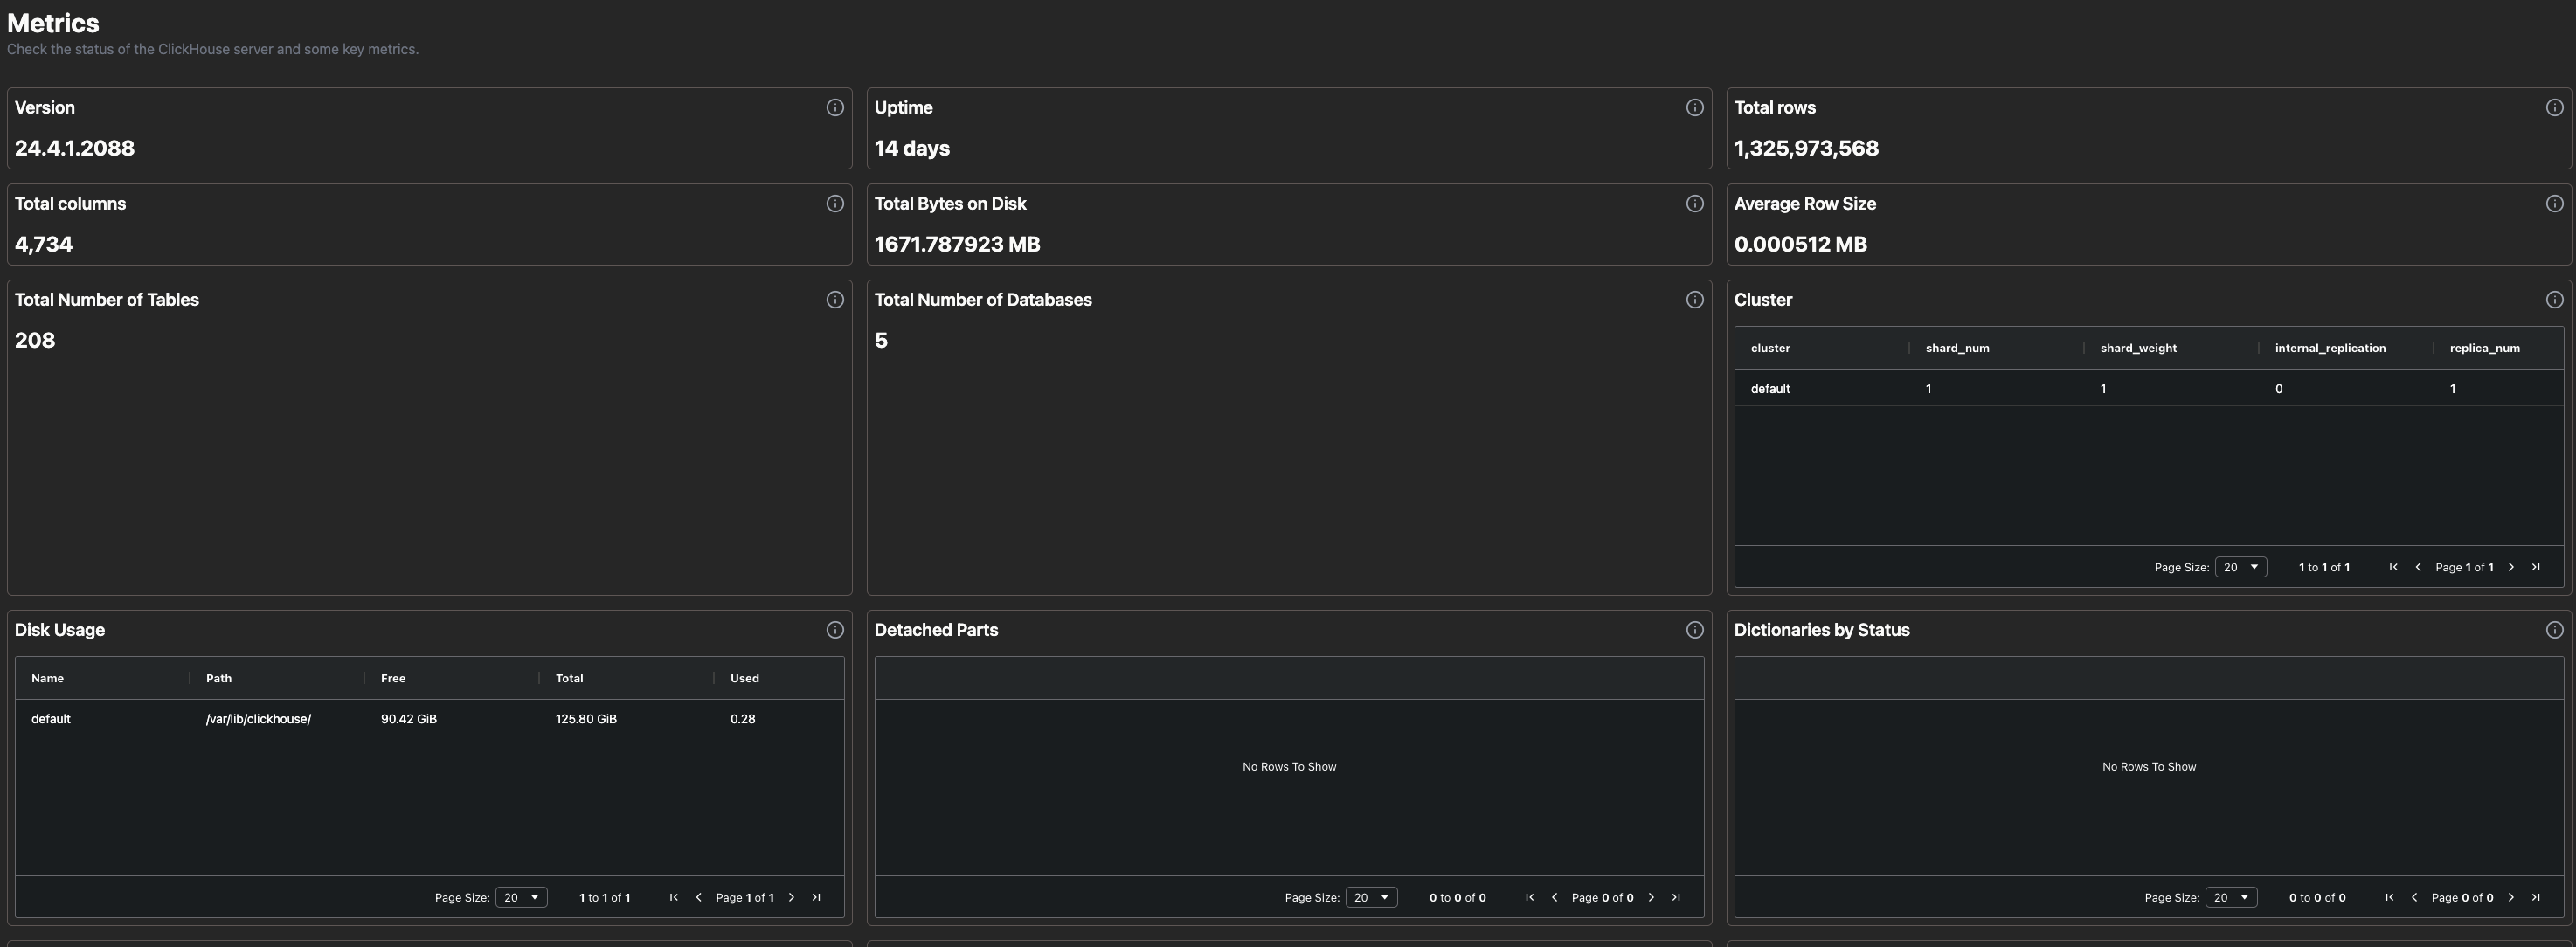 Metrics
Check the status of the ClickHouse server and some key metrics.
Version
24.4.1.2088
Uptime
14 days
Total rows
1,325,973,568
Total columns
4,734
Total Bytes on Disk
1671.787923 MB
Average Row Size
0.000512 MB
Total Number of Tables
208
Total Number of Databases
5
Cluster
cluster shard_num shard_weight internal_replication replica_num
default 1 1 0 1
Page Size: 20 1 to 1 of 1 Page 1 of 1
Disk Usage
Name Path Free Total Used
default /var/lib/clickhouse/ 90.42 GiB 125.80 GiB 0.28
Page Size: 20 1 to 1 of 1 Page 1 of 1
Detached Parts
No Rows To Show
Page Size: 20 0 to 0 of 0 Page 0 of 0
Dictionaries by Status
No Rows To Show
Page Size: 20 0 to 0 of 0 Page 0 of 0